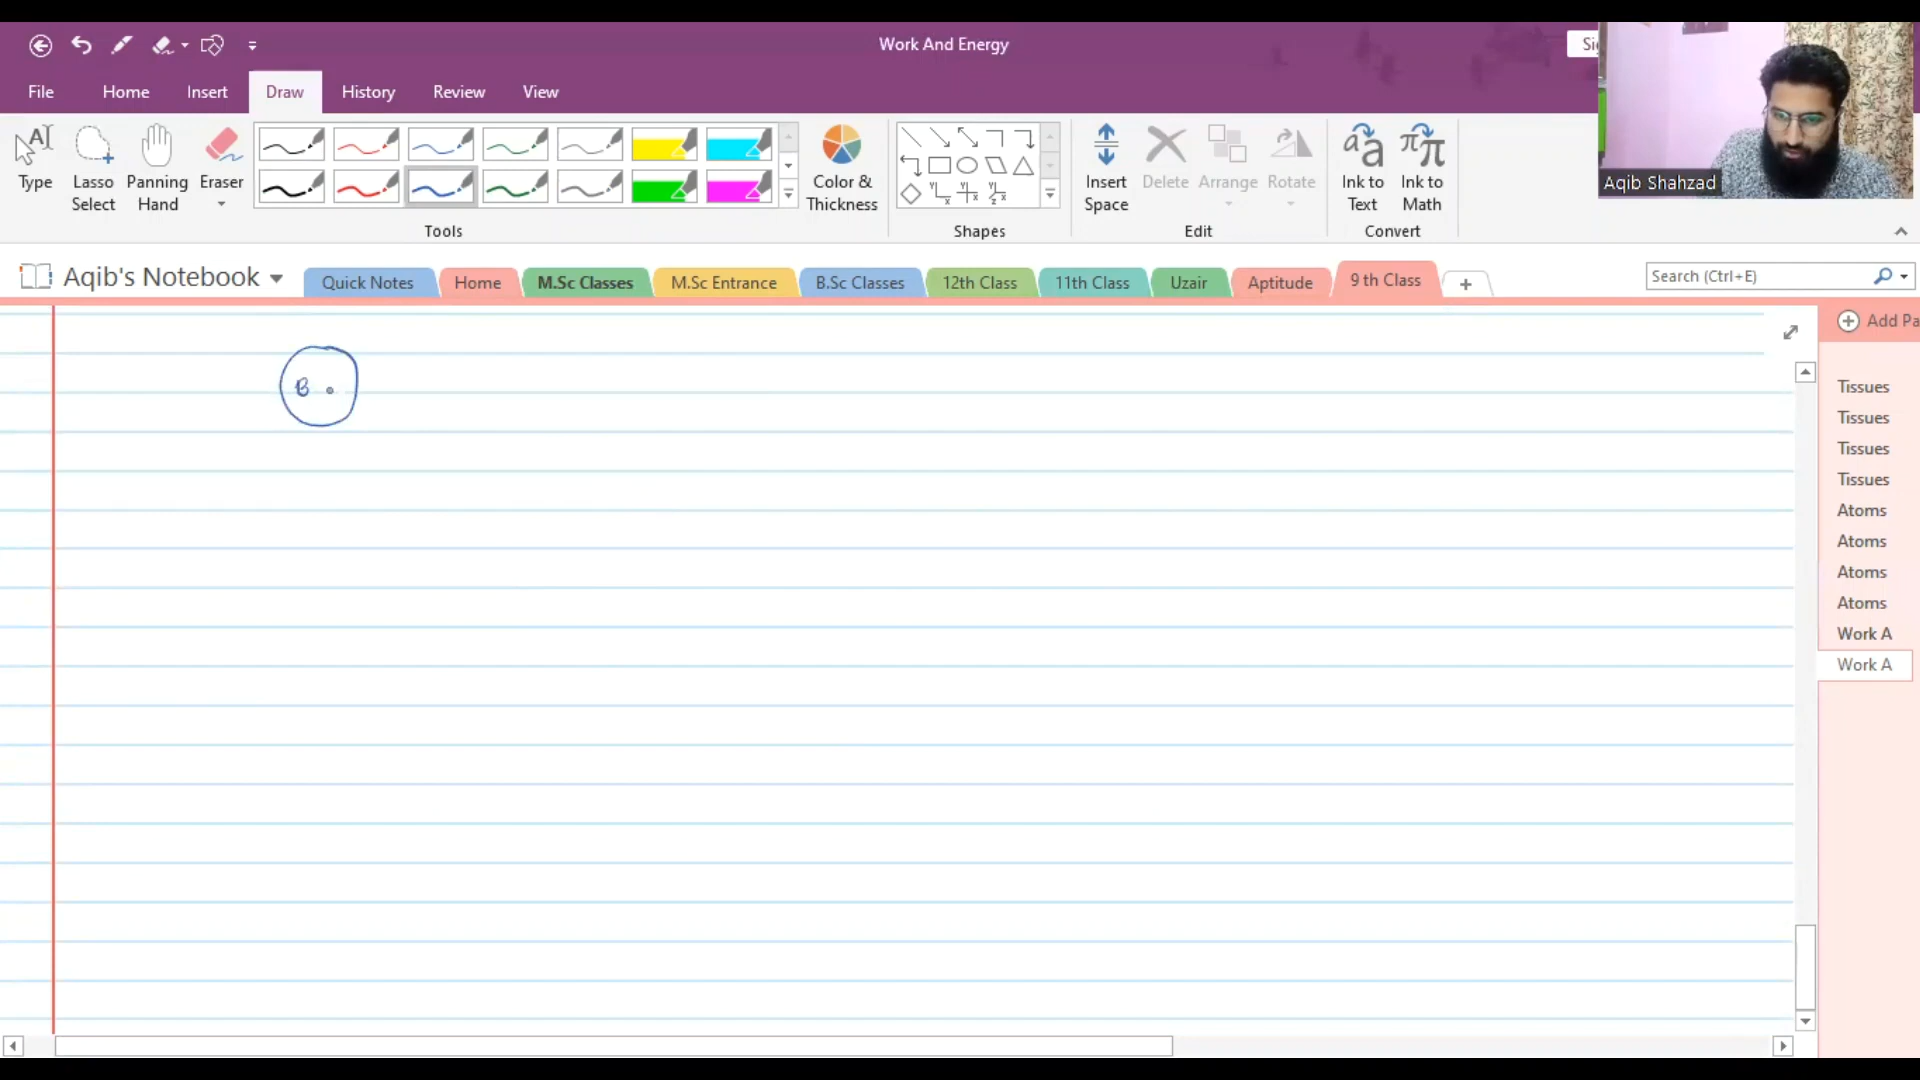 Work And Energy
File Home Insert Draw History Review View
Type
Lasso
Select
Panning
Hand
Eraser
Color &
Thickness
Insert
Space
Delete
Arrange
Rotate
Ink to
Text
Ink to
Math
Tools
Shapes
Edit
Convert
Aqib Shahzad
Aqib's Notebook
Quick Notes Home M.Sc Classes M.Sc Entrance B.Sc Classes 12th Class 11th Class Uzair Aptitude 9 th Class
Search (Ctrl+E)
Add Pa
B
Tissues
Tissues
Tissues
Tissues
Atoms
Atoms
Atoms
Atoms
Work A
Work A